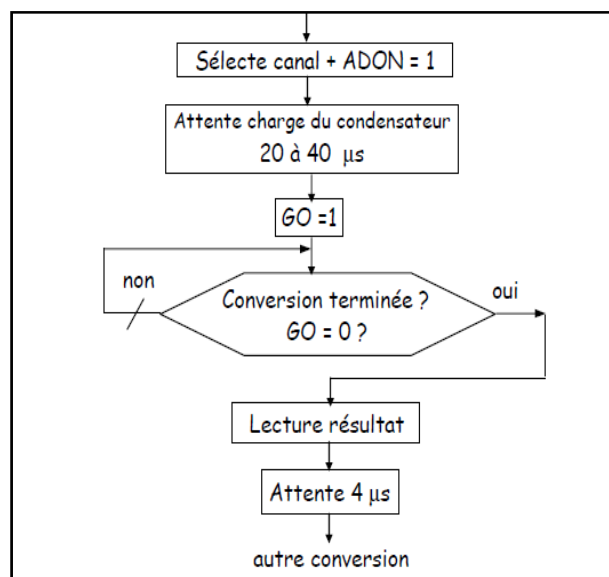 Sélecte canal + ADON = 1
Attente charge du condensateur
20 à 40 µs
GO =1
non
oui
Conversion terminée ?
GO = 0 ?
Lecture résultat
Attente 4 µs
autre conversion